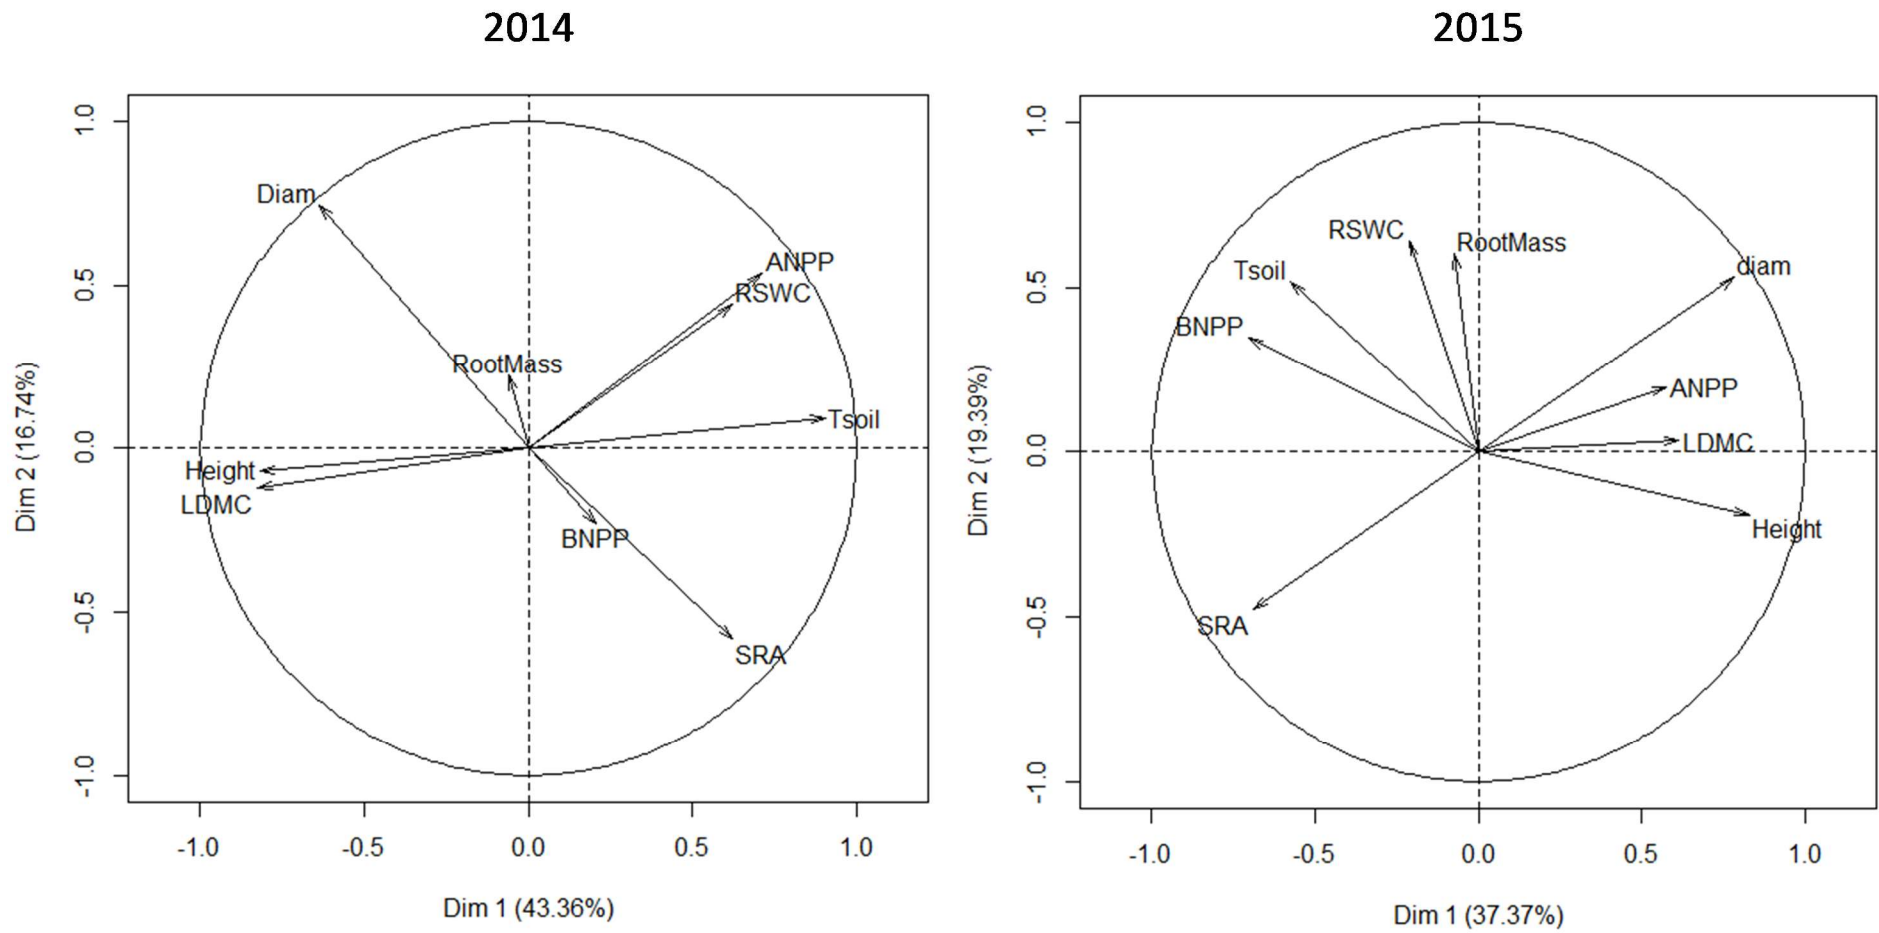 2014
2015
1.0
0.5
0.0
-0.5
-1.0
Dim 2 (16.74%)
Diam
ANPP
RSWC
RootMass
Tsoil
Height
LDMC
BNPP
SRA
-1.0
-0.5
0.0
0.5
1.0
Dim 1 (43.36%)
1.0
0.5
0.0
-0.5
-1.0
Dim 2 (19.39%)
RSWC
RootMass
Tsoil
diam
BNPP
ANPP
LDMC
Height
SRA
-1.0
-0.5
0.0
0.5
1.0
Dim 1 (37.37%)